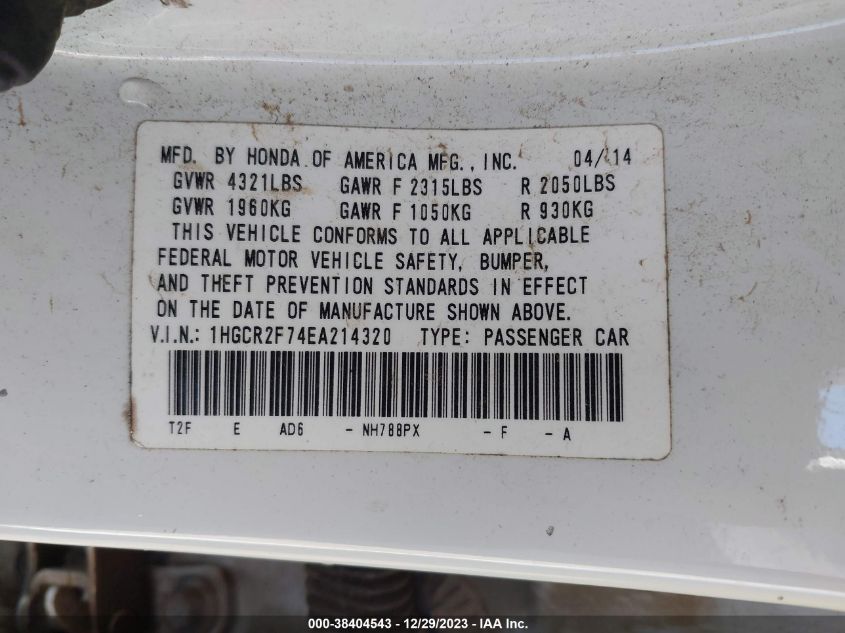 MFD. BY HONDA OF AMERICA MFG., INC. 04/14
GVWR 4321LBS GAWR F 2315LBS R 2050LBS
GVWR 1960KG GAWR F 1050KG R 930KG
THIS VEHICLE CONFORMS TO ALL APPLICABLE
FEDERAL MOTOR VEHICLE SAFETY, BUMPER,
AND THEFT PREVENTION STANDARDS IN EFFECT
ON THE DATE OF MANUFACTURE SHOWN ABOVE.
V.I.N.: 1HGCR2F74EA214320 TYPE: PASSENGER CAR
T2F E AD6 - NH788PX - F - A
000-38404543 - 12/29/2023 - IAA Inc.